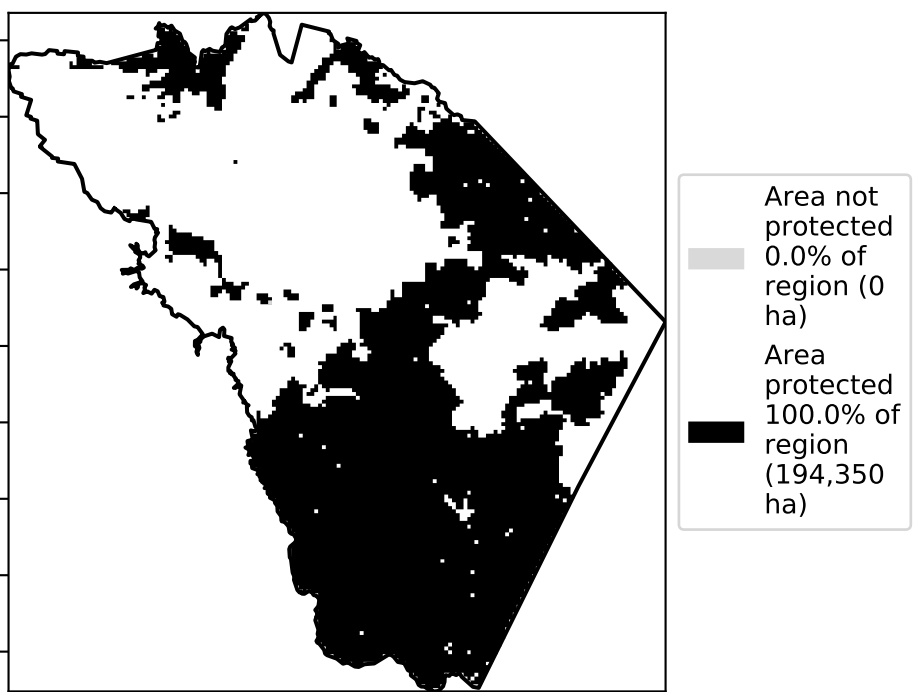 Area not
protected
0.0% of
region (0
ha)
Area
protected
100.0% of
region
(194,350
ha)